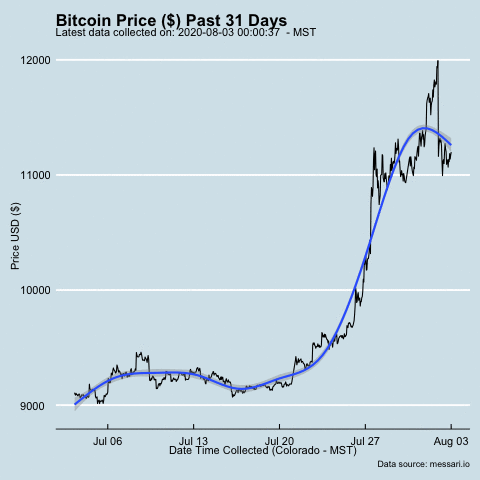 Bitcoin Price ($) Past 31 Days
Latest data collected on: 2020-08-03 00:00:37 - MST
12000
11000
10000
9000
Price USD ($)
Jul 06 Jul 13 Jul 20 Jul 27 Aug 03
Date Time Collected (Colorado - MST)
Data source: messari.io